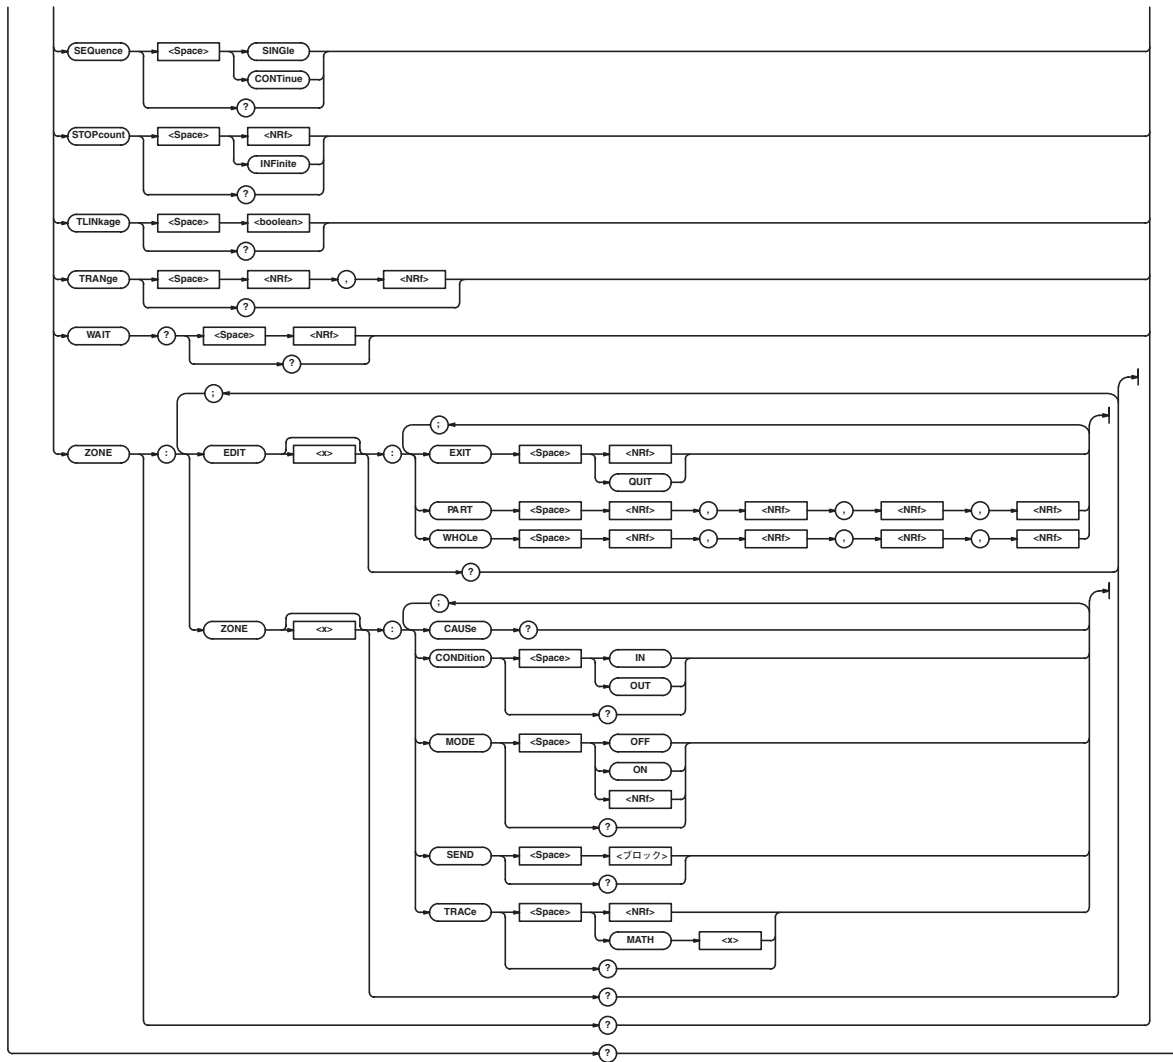 SEQuence <Space> SINGle
CONTinue
?
STOPcount <Space> <NRf>
INFinite
?
TLINkage <Space> <boolean>
?
TRANge <Space> <NRf> , <NRf>
?
WAIT ? <Space> <NRf>
?
;
;
ZONE : EDIT <x> : EXIT <Space> <NRf>
QUIT
PART <Space> <NRf> , <NRf> , <NRf> , <NRf>
WHOLe <Space> <NRf> , <NRf> , <NRf> , <NRf>
?
;
ZONE <x> : CAUSe ?
CONDition <Space> IN
OUT
?
MODE <Space> OFF
ON
<NRf>
?
SEND <Space> <ブロック>
?
TRACe <Space> <NRf>
MATH <x>
?
?
?
?